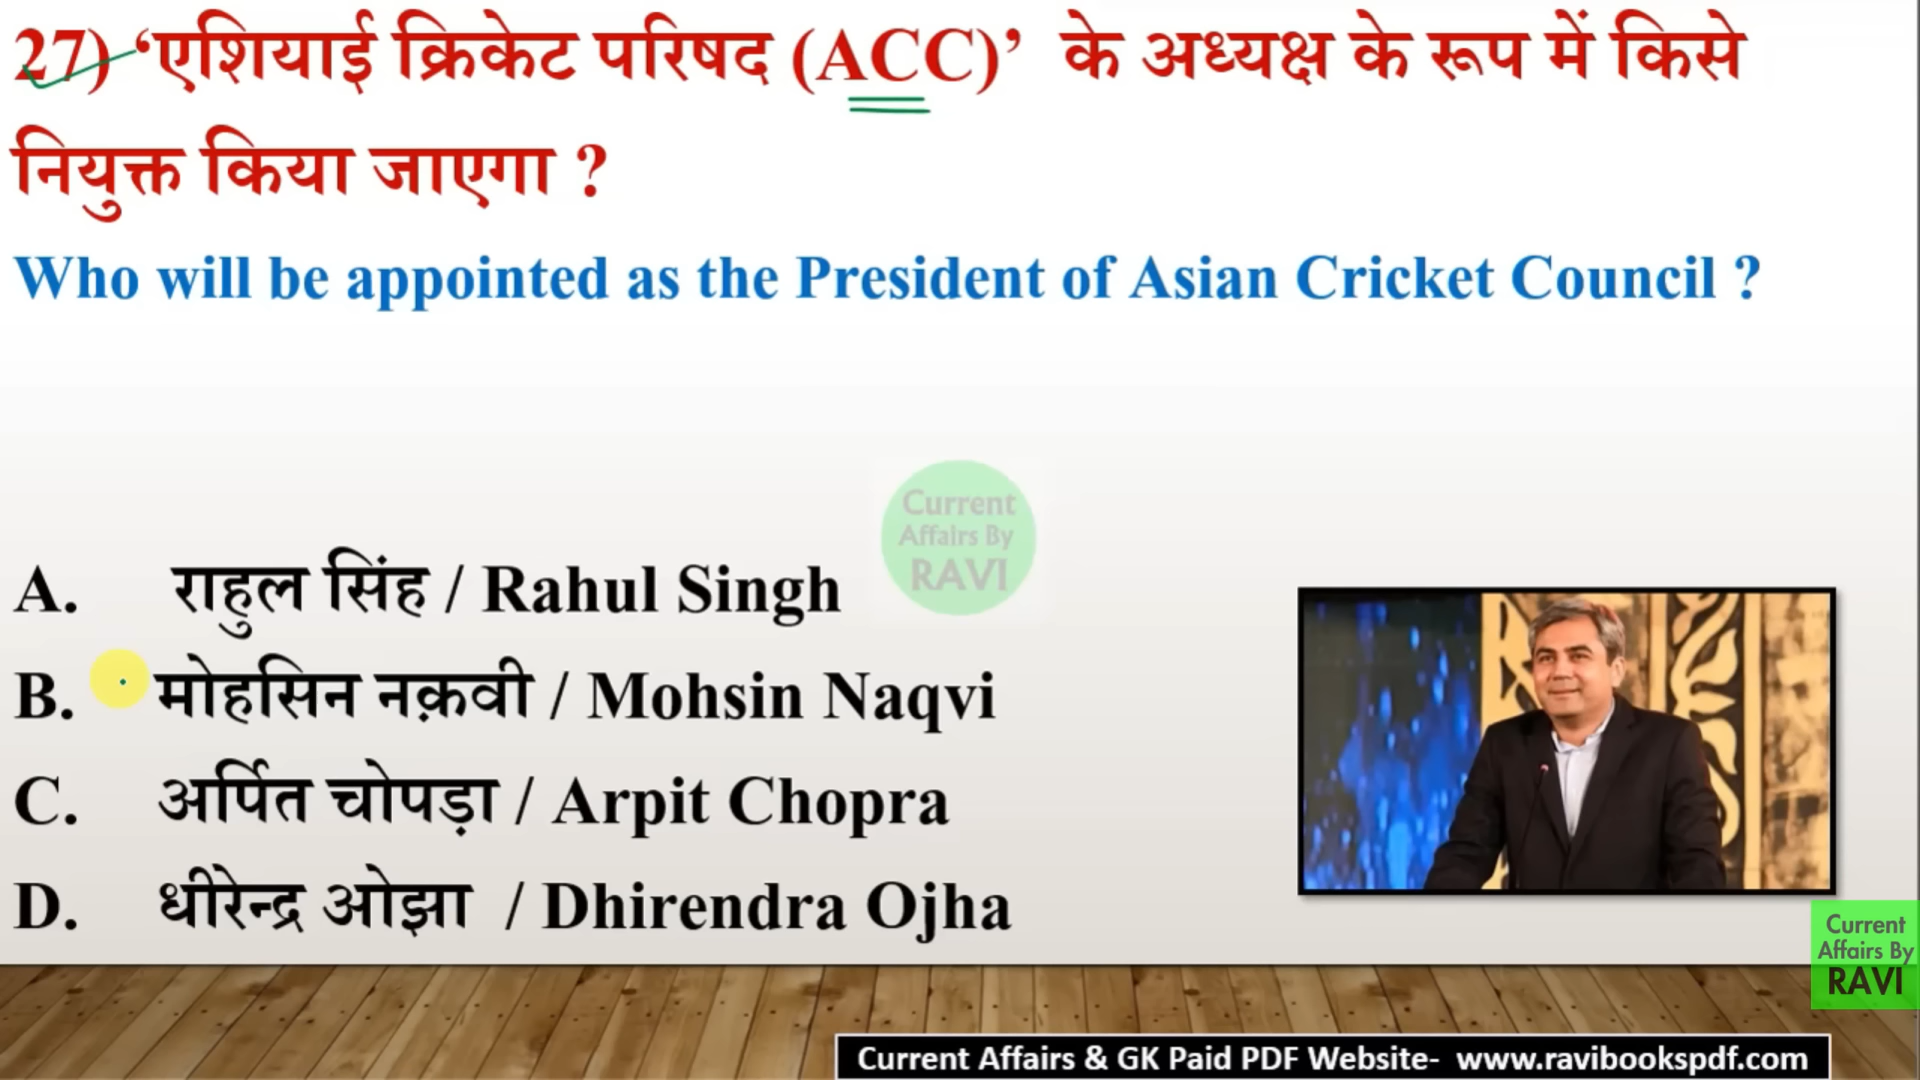 27) ‘एशियाई क्रिकेट परिषद (ACC)’ के अध्यक्ष के रूप में किसे
नियुक्त किया जाएगा ?
Who will be appointed as the President of Asian Cricket Council ?
Current
Affairs By
RAVI
A. राहुल सिंह / Rahul Singh
B. मोहसिन नक़वी / Mohsin Naqvi
C. अर्पित चोपड़ा / Arpit Chopra
D. धीरेन्द्र ओझा / Dhirendra Ojha
Current
Affairs By
RAVI
Current Affairs & GK Paid PDF Website- www.ravibookspdf.com